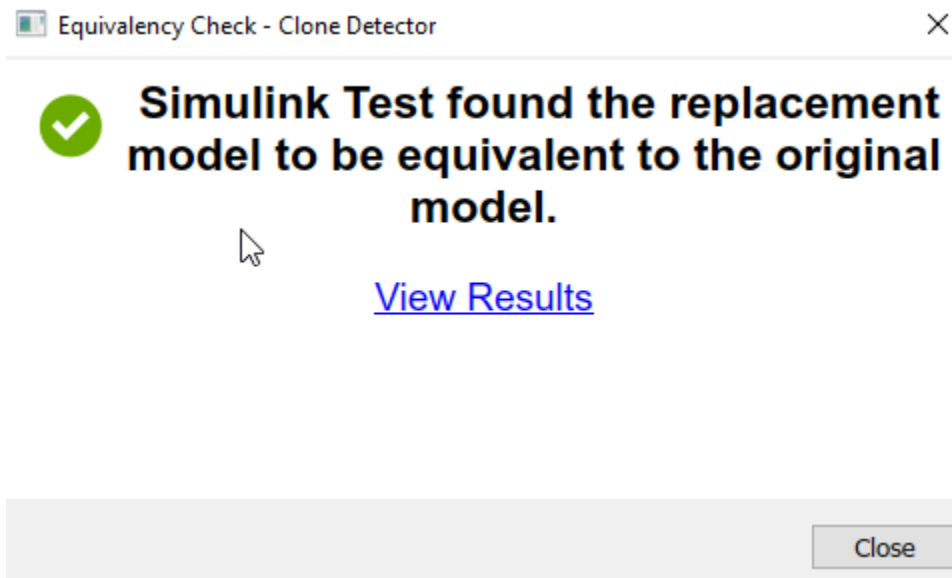 Equivalency Check - Clone Detector
Simulink Test found the replacement
model to be equivalent to the original
model.
View Results
Close